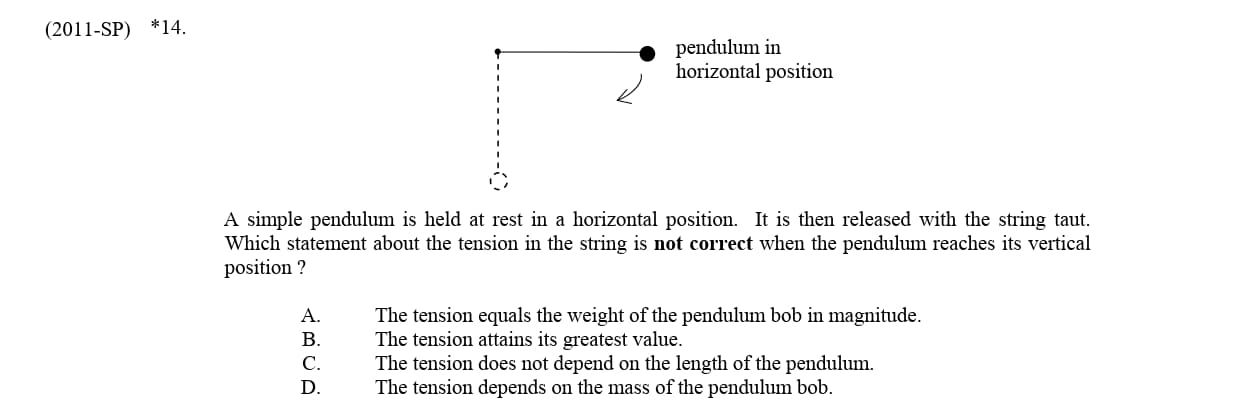 (2011-SP) *14.
pendulum in
horizontal position
A simple pendulum is held at rest in a horizontal position. It is then released with the string taut.
Which statement about the tension in the string is not correct when the pendulum reaches its vertical
position ?
A. The tension equals the weight of the pendulum bob in magnitude.
B. The tension attains its greatest value.
C. The tension does not depend on the length of the pendulum.
D. The tension depends on the mass of the pendulum bob.